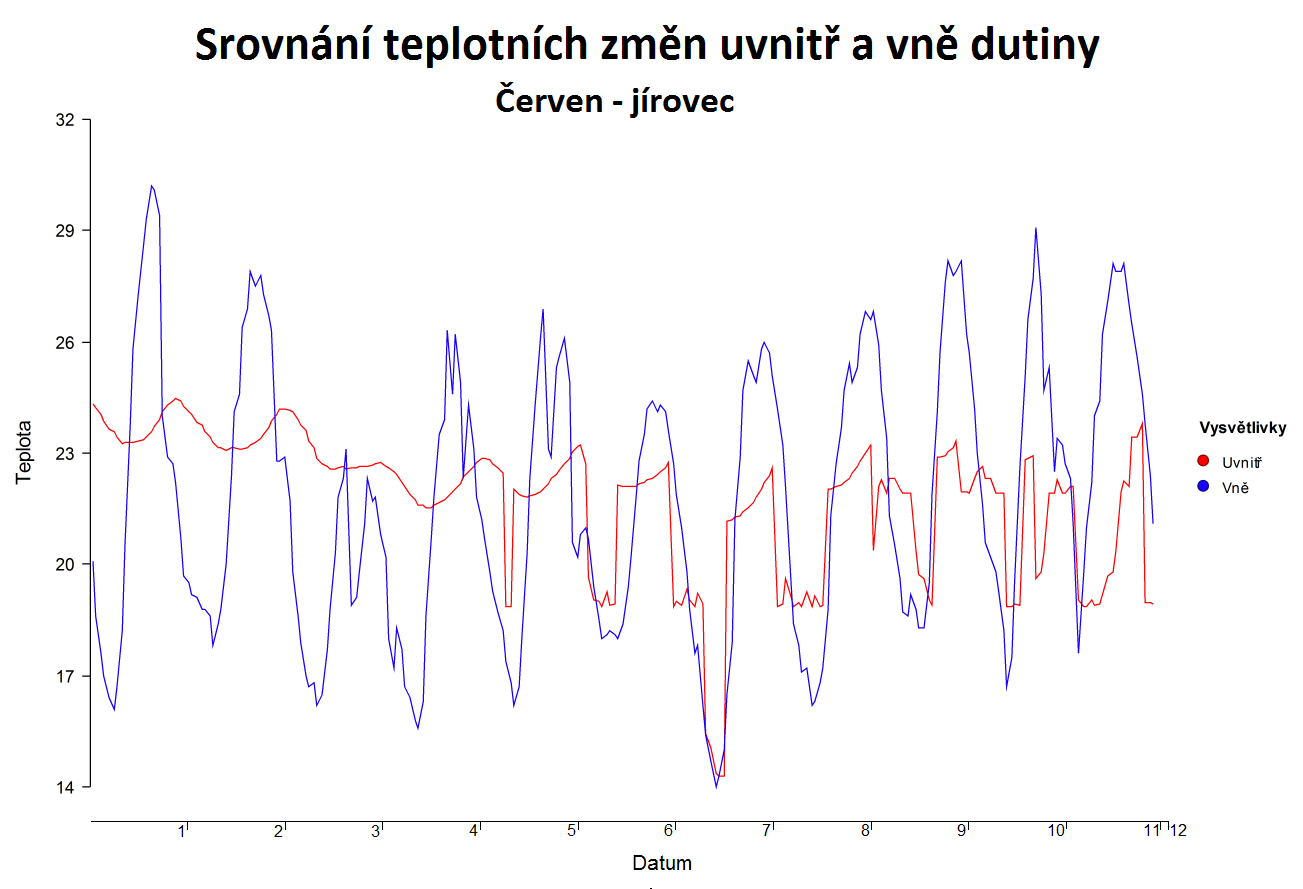 Srovnání teplotních změn uvnitř a vně dutiny
Červen - jírovec
32
29
26
23
20
17
14
Teplota
1 2 3 4 5 6 7 8 9 10 11 12
Datum
Vysvětlivky
Uvnitř
Vně